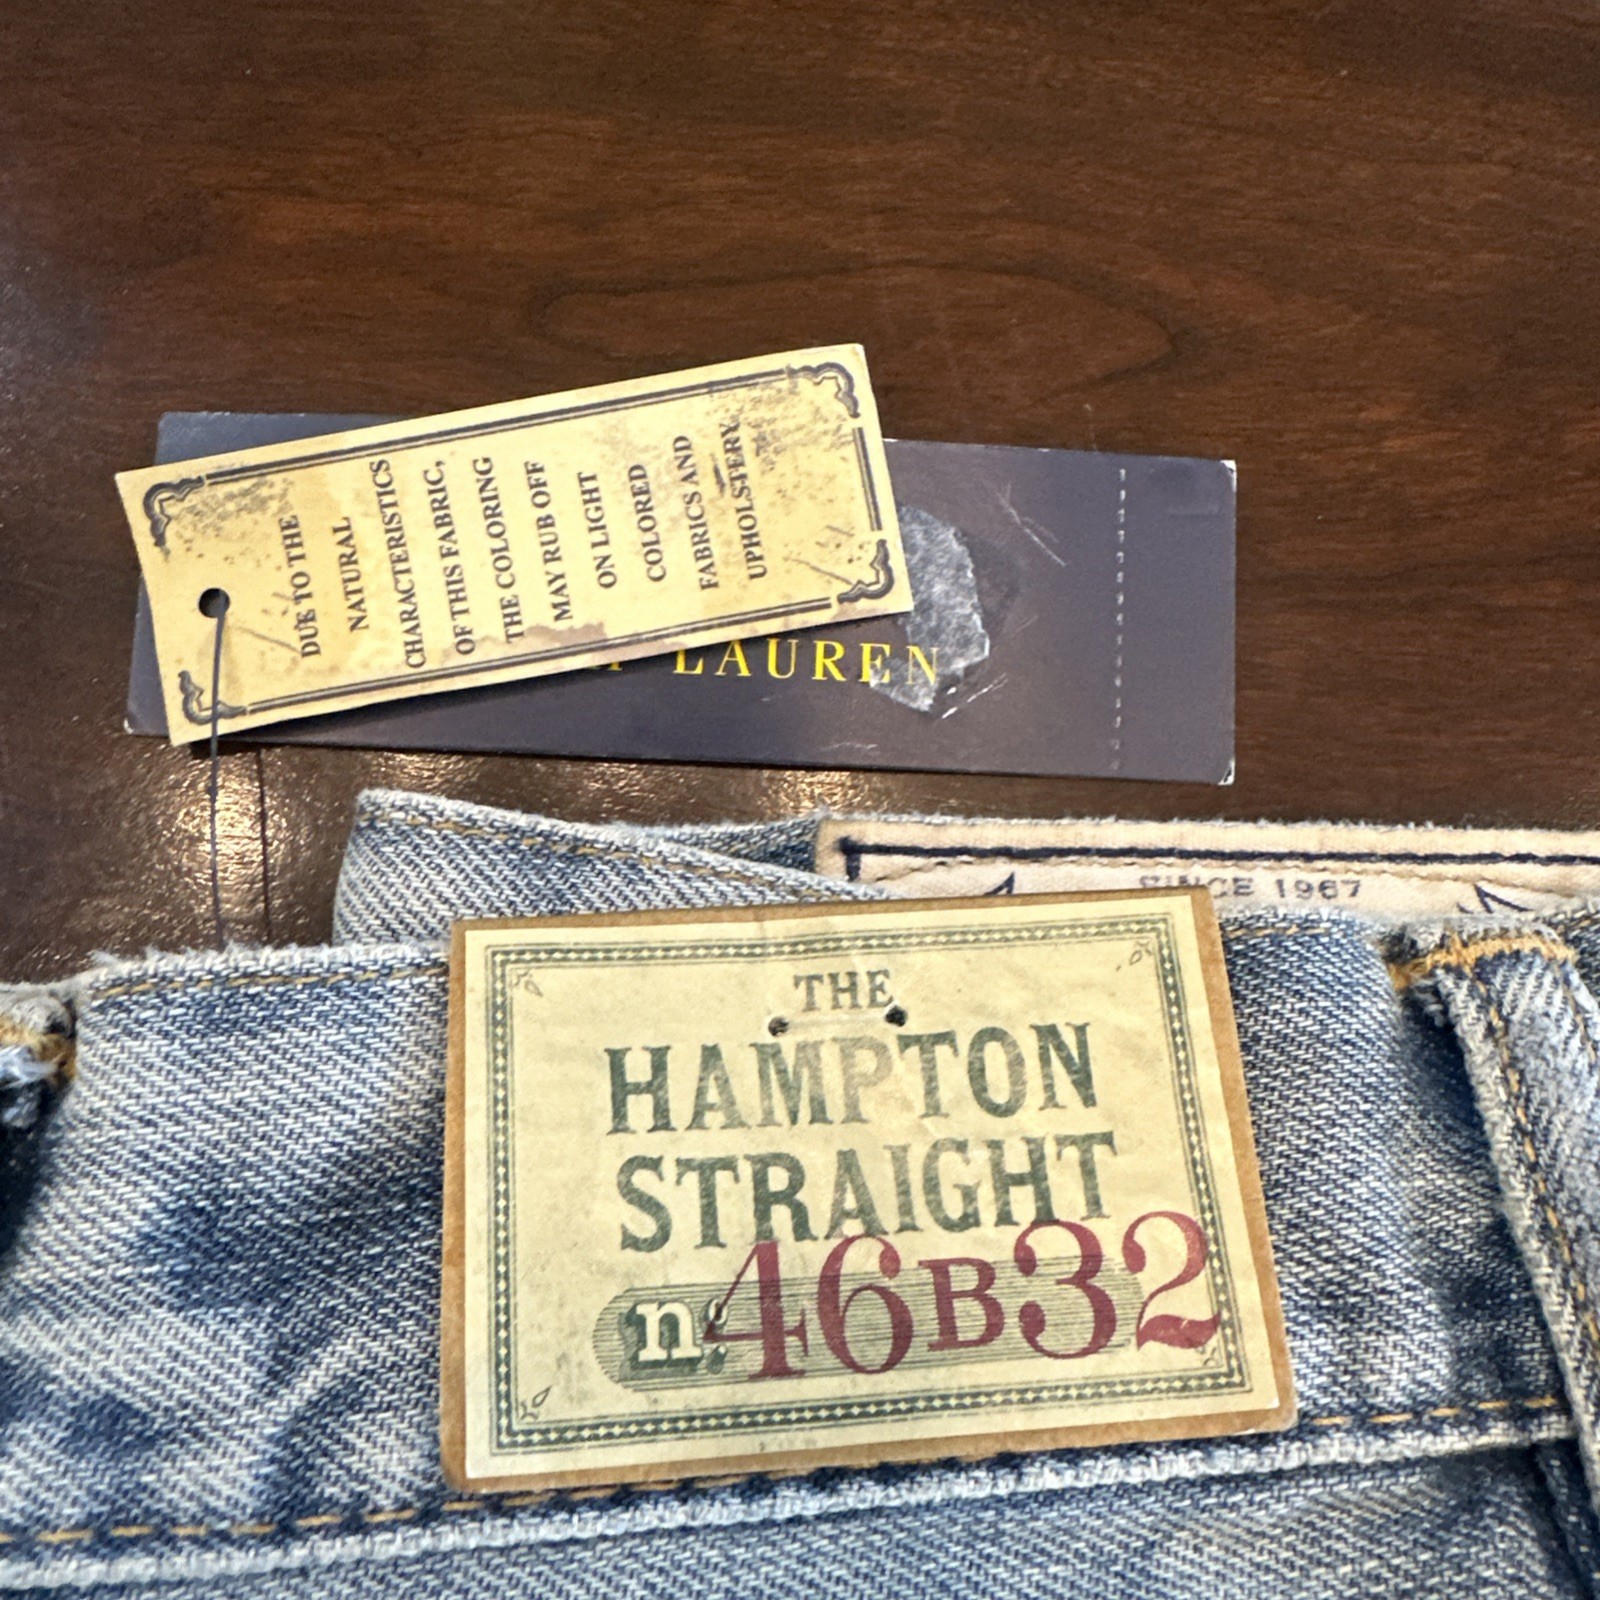 DUE TO THE
NATURAL
CHARACTERISTICS
OF THIS FABRIC,
THE COLORING
MAY RUB OFF
ON LIGHT
COLORED
FABRICS AND
UPHOLSTERY.
LAUREN
SINCE 1967
THE
HAMPTON
STRAIGHT
nº. 46B32